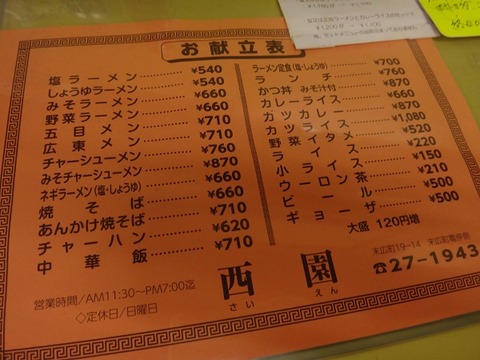 お献立表
塩ラーメン ¥540
しょうゆラーメン ¥540
みそラーメン ¥660
野菜ラーメン ¥660
五目メン ¥710
広東メン ¥710
チャーシューメン ¥760
みそチャーシューメン ¥870
ネギラーメン(塩・しょうゆ)
焼そば ¥660
あんかけ焼そば ¥710
チャーハン ¥620
中華飯 ¥710
ラーメン定食(塩・しょうゆ) ¥700
ランチ ¥760
かつ丼 みそ汁付 ¥870
カレーライス ¥660
カツカレー ¥870
カツライス ¥1,080
野菜イタメ ¥520
ライス ¥220
小ライス ¥150
ウーロン茶 ¥210
ビール ¥500
ギョーザ ¥500
大盛 120円増
西園
さい えん
営業時間/AM11:30~PM7:00迄
◇定休日/日曜日
末広町19-14
☎27-1943